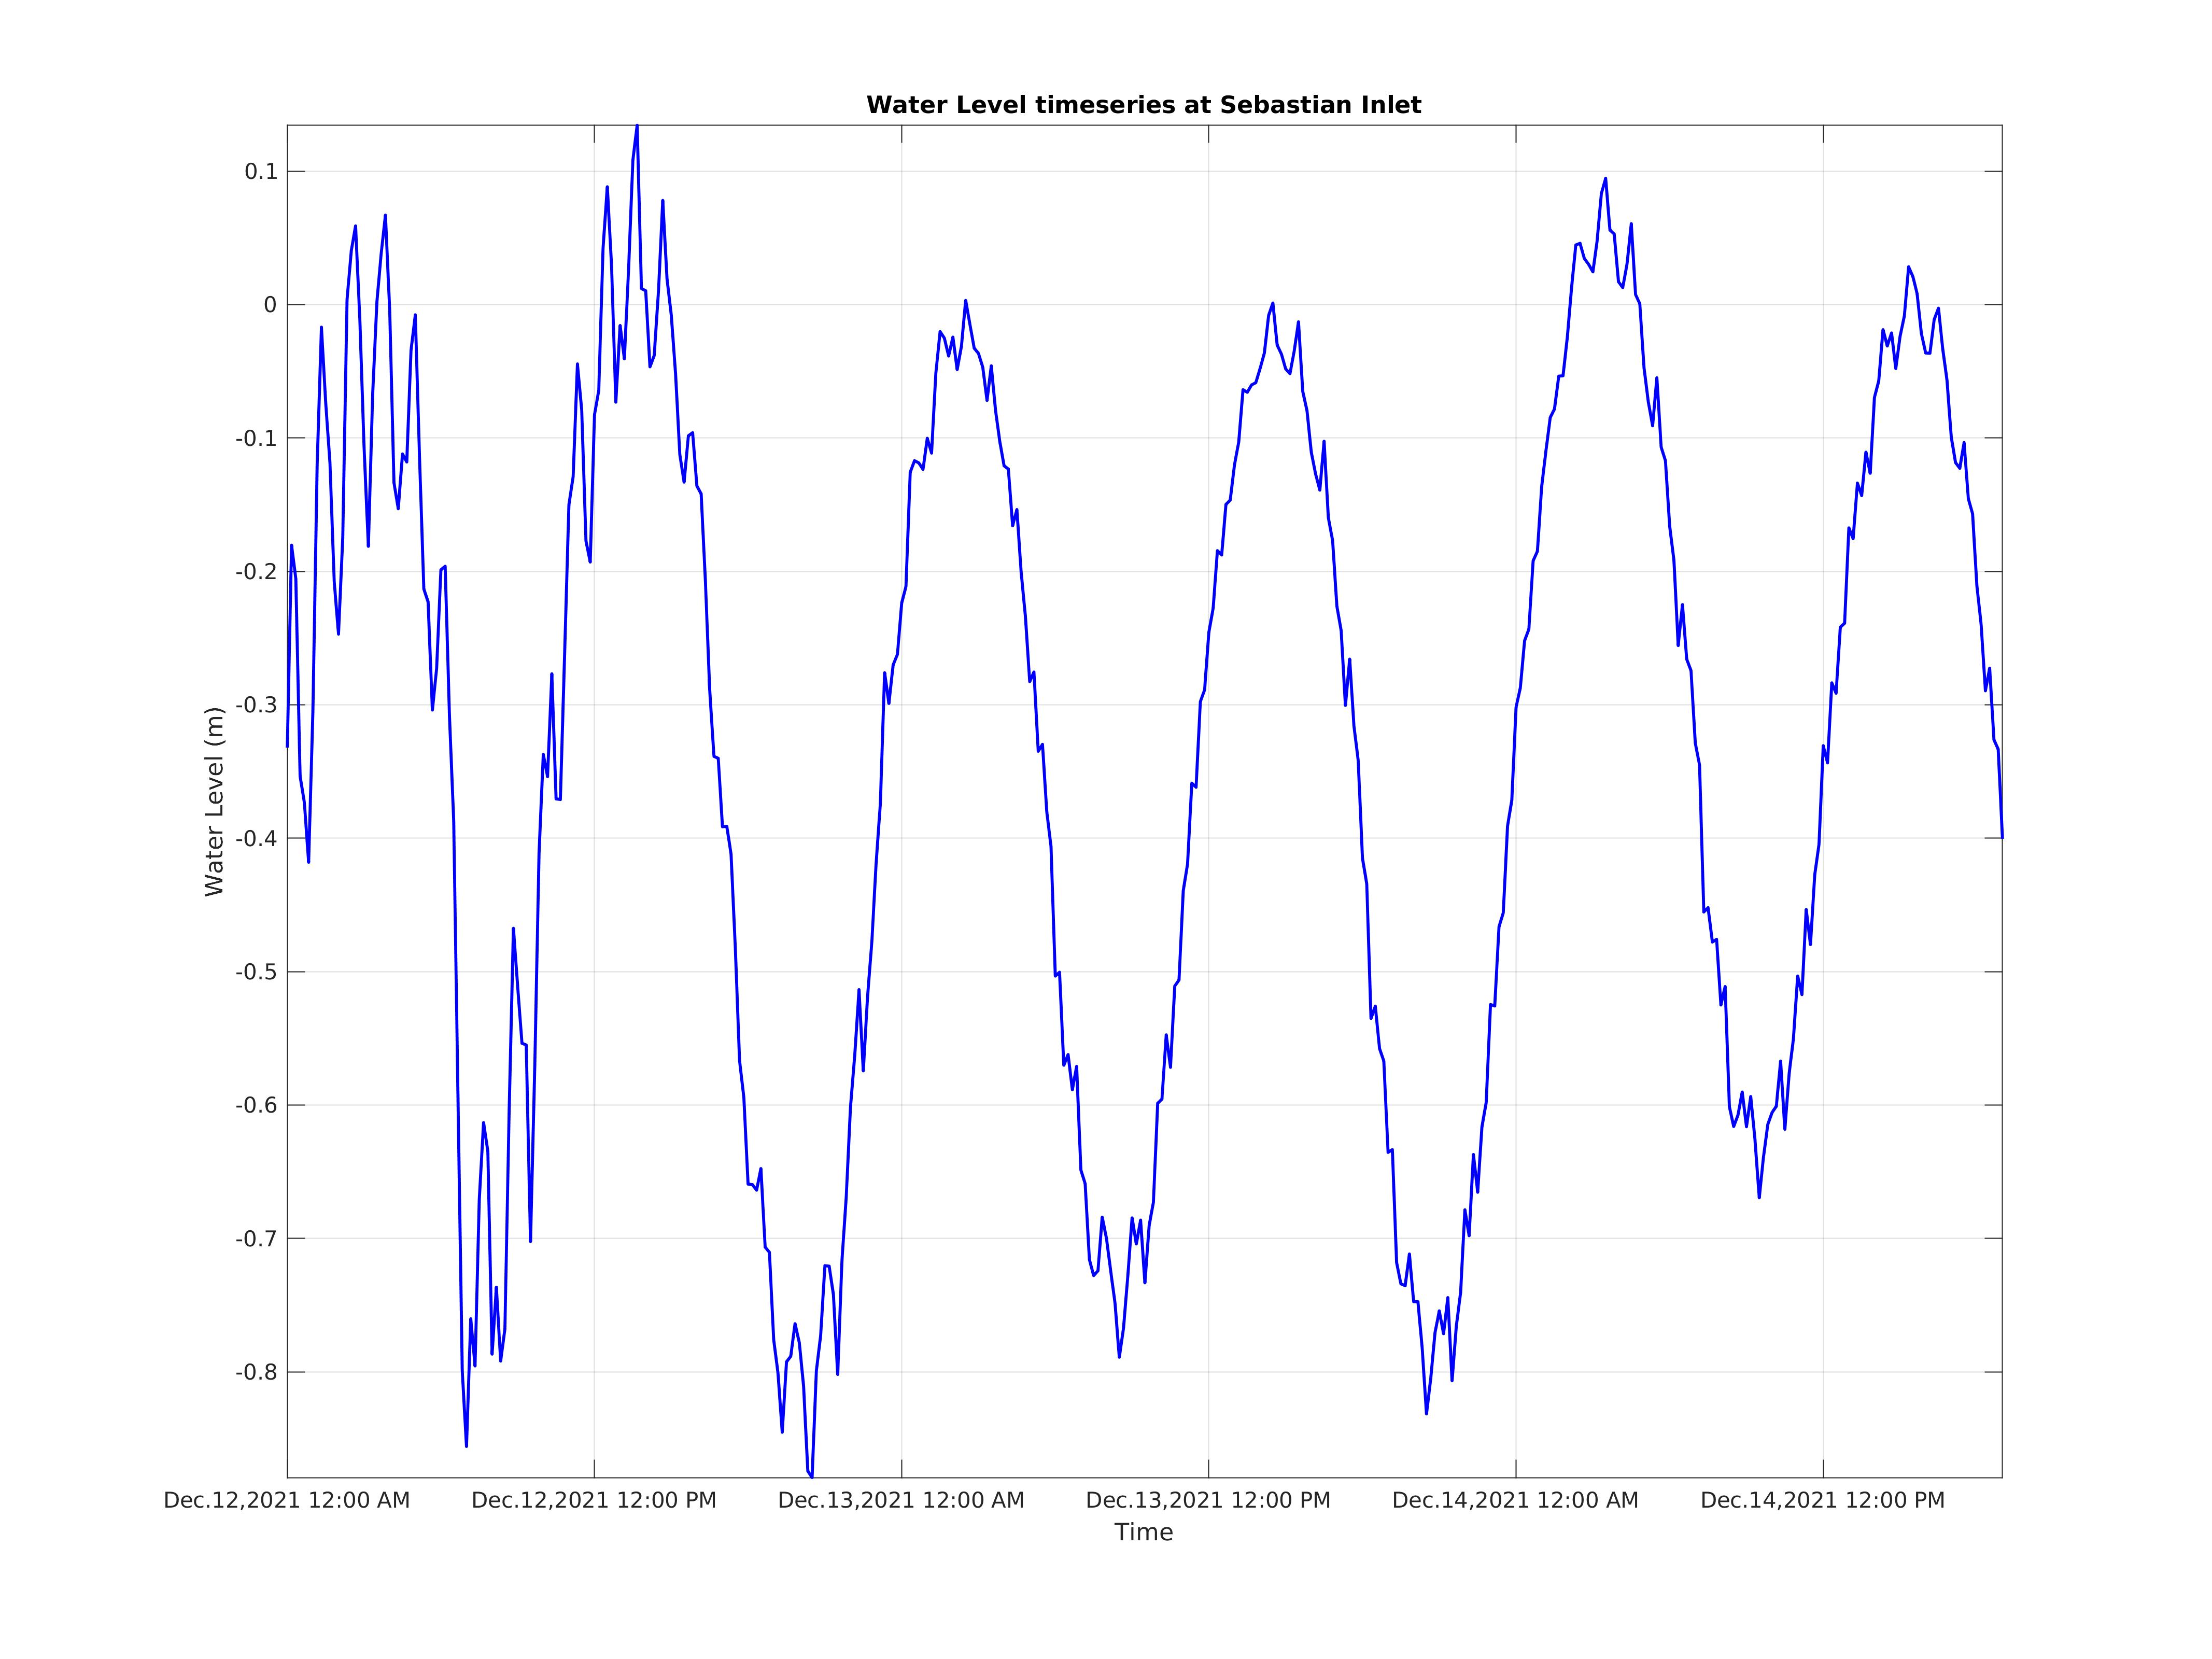 Water Level timeseries at Sebastian Inlet
0.1
0
-0.1
-0.2
-0.3
-0.4
-0.5
-0.6
-0.7
-0.8
Water Level (m)
Dec.12,2021 12:00 AM
Dec.12,2021 12:00 PM
Dec.13,2021 12:00 AM
Dec.13,2021 12:00 PM
Dec.14,2021 12:00 AM
Dec.14,2021 12:00 PM
Time